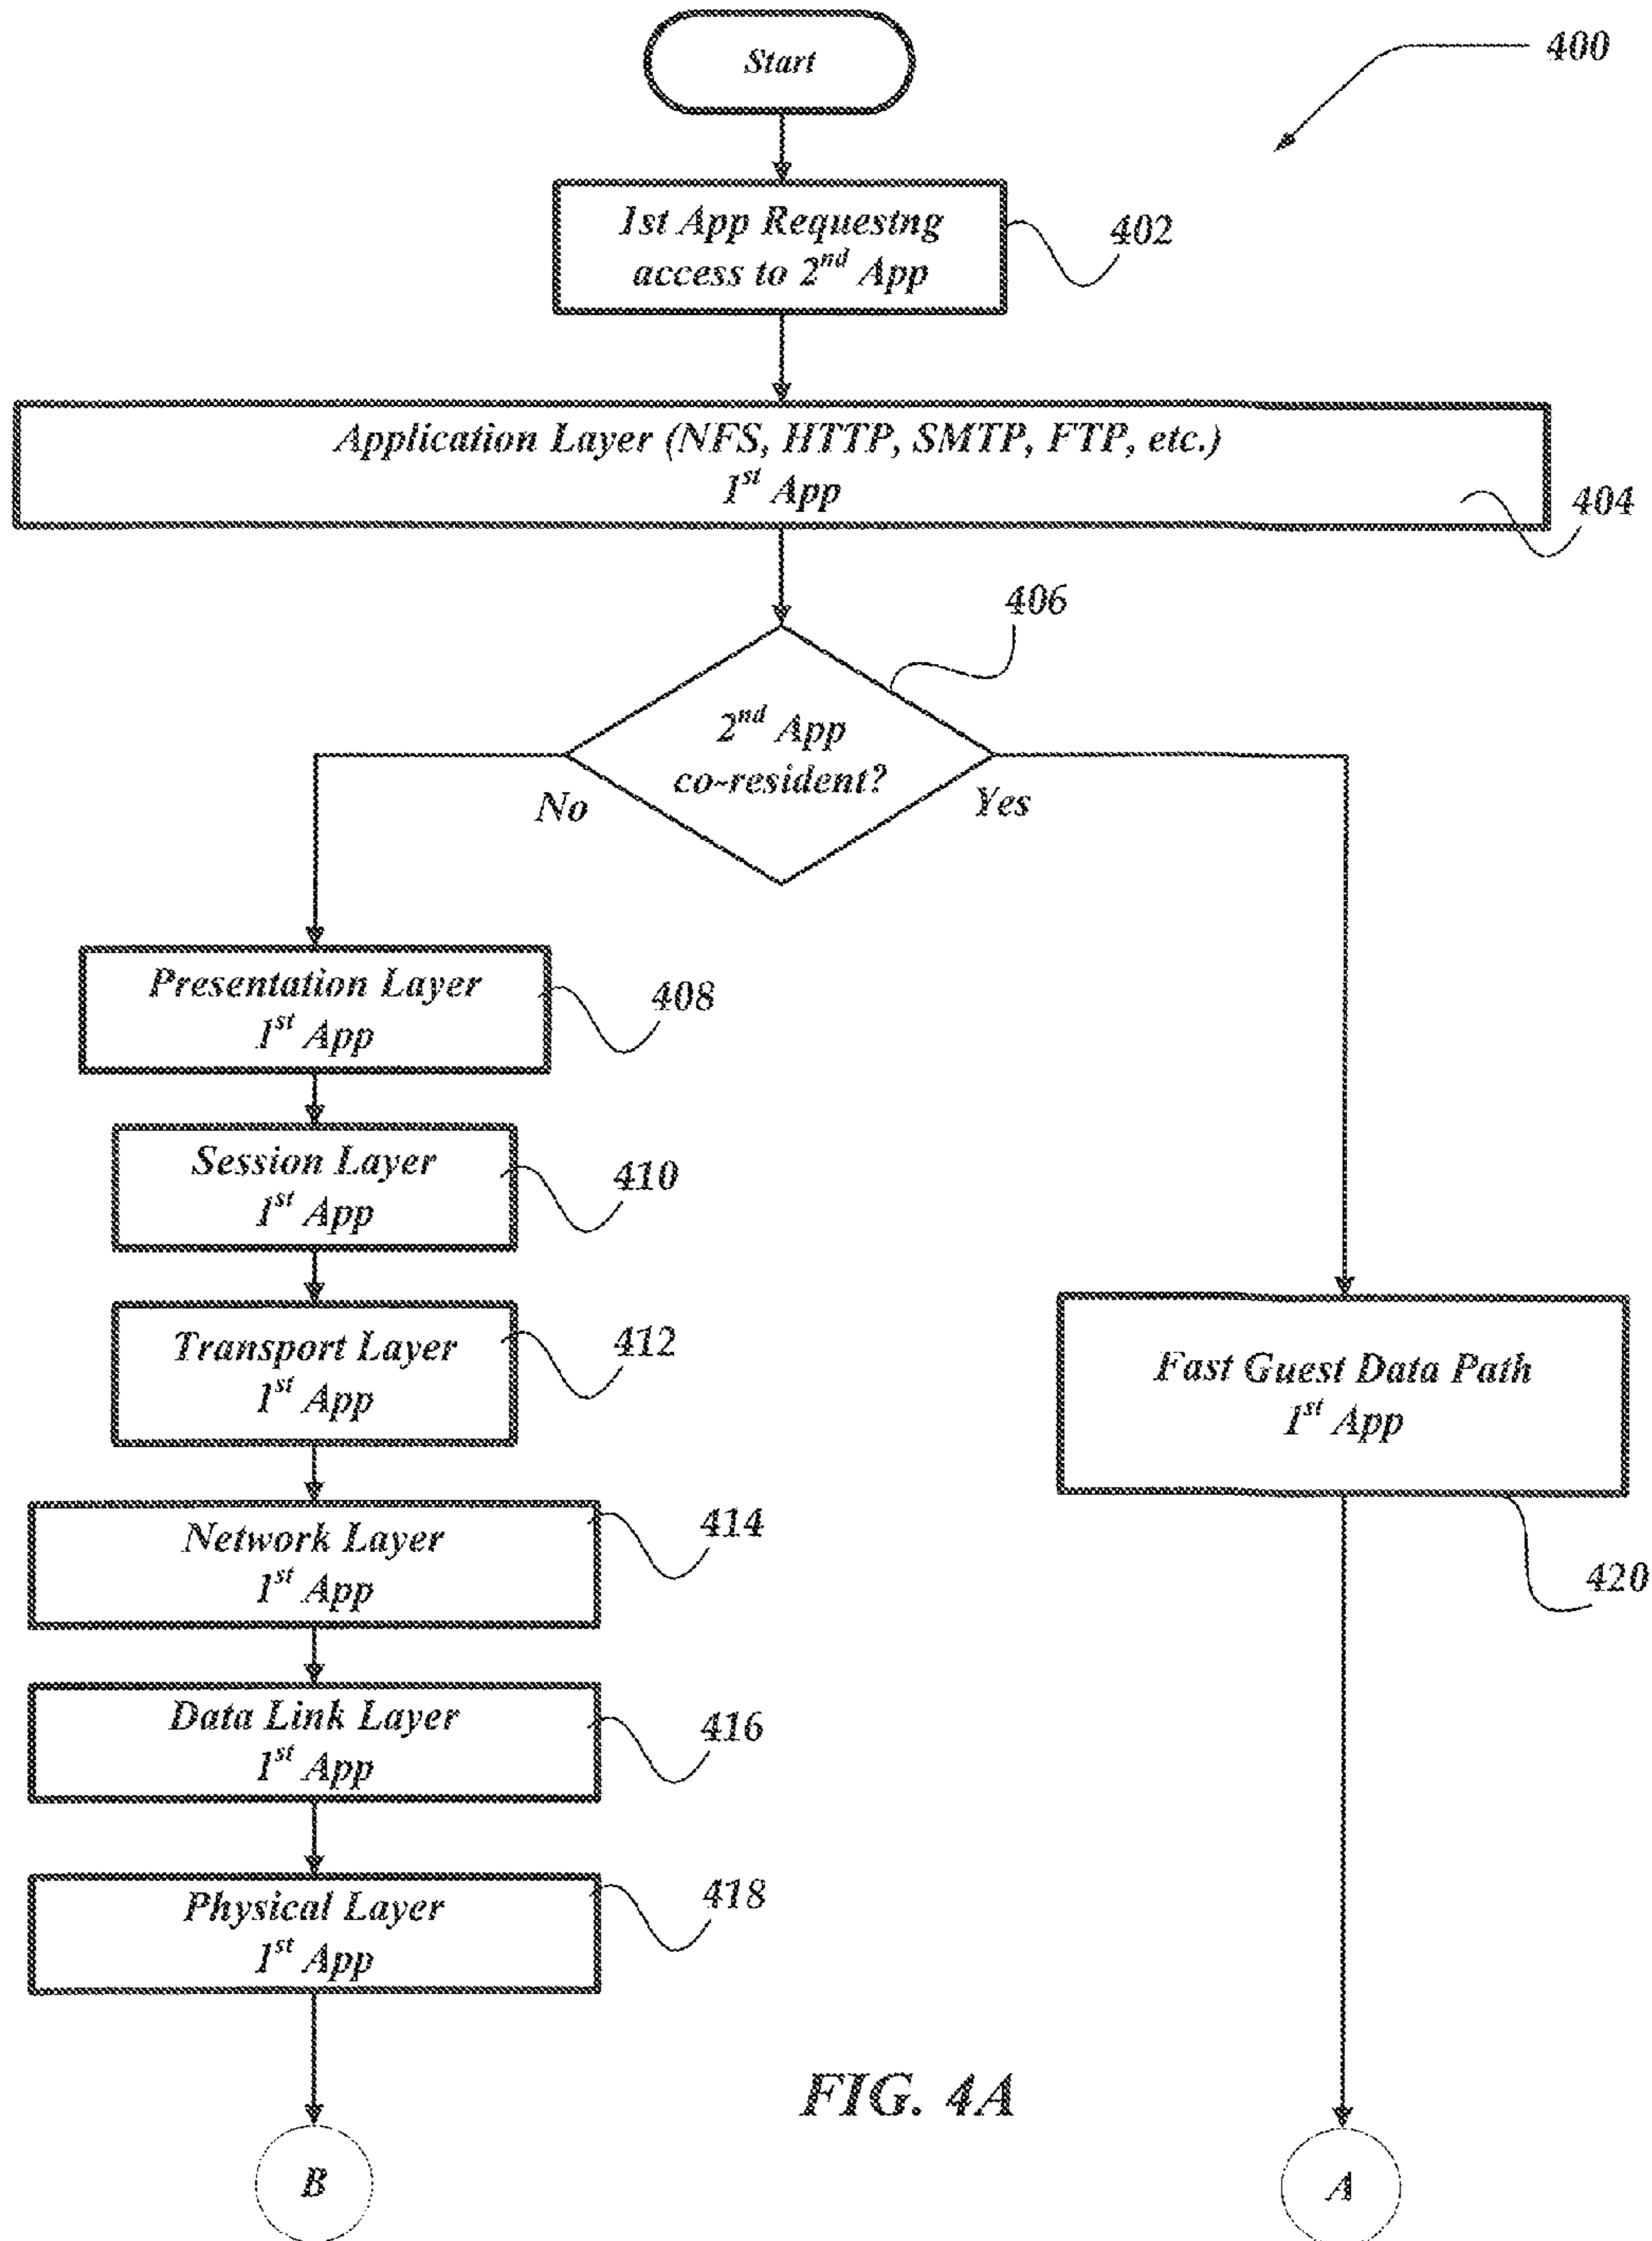 Start
400
1st App Requestng
access to 2nd App
402
Application Layer (NFS, HTTP, SMTP, FTP, etc.)
1st App
404
406
2nd App
co-resident?
No
Yes
Presentation Layer
1st App
408
Session Layer
1st App
410
Transport Layer
1st App
412
Fast Guest Data Path
1st App
420
Network Layer
1st App
414
Data Link Layer
1st App
416
Physical Layer
1st App
418
FIG. 4A
B
A